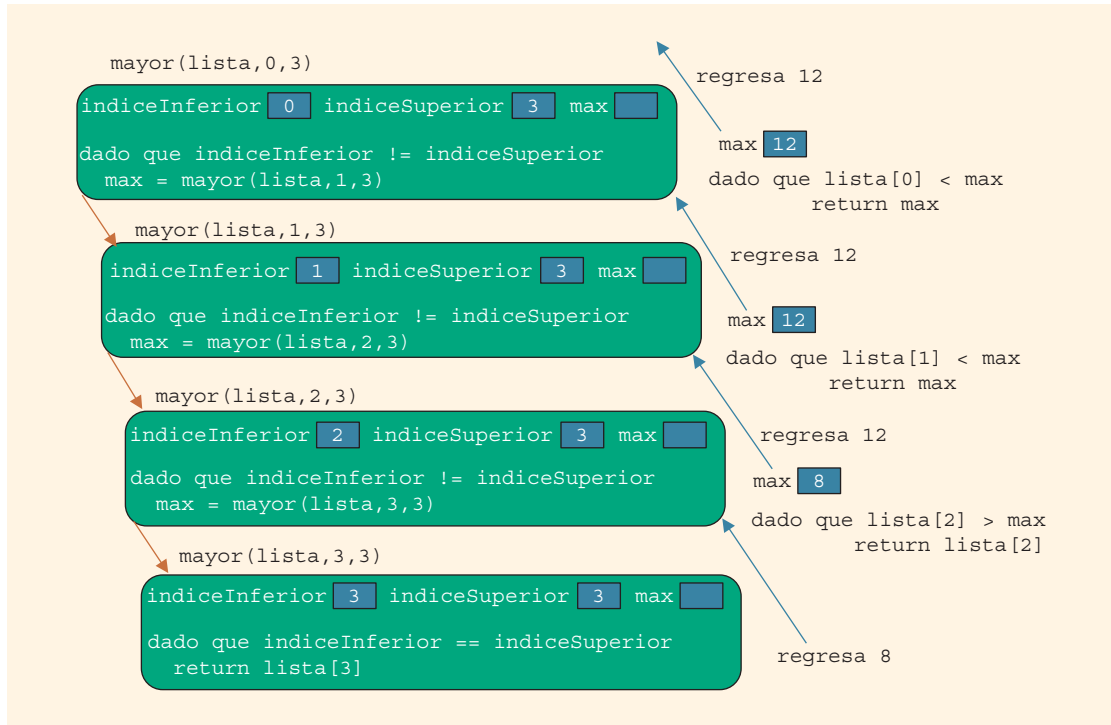 mayor(lista,0,3)
indiceInferior 0 indiceSuperior 3 max
dado que indiceInferior != indiceSuperior
max = mayor(lista,1,3)
regresa 12
max 12
dado que lista[0] < max
return max
mayor(lista,1,3)
indiceInferior 1 indiceSuperior 3 max
dado que indiceInferior != indiceSuperior
max = mayor(lista,2,3)
regresa 12
max 12
dado que lista[1] < max
return max
mayor(lista,2,3)
indiceInferior 2 indiceSuperior 3 max
dado que indiceInferior != indiceSuperior
max = mayor(lista,3,3)
regresa 12
max 8
dado que lista[2] > max
return lista[2]
mayor(lista,3,3)
indiceInferior 3 indiceSuperior 3 max
dado que indiceInferior == indiceSuperior
return lista[3]
regresa 8